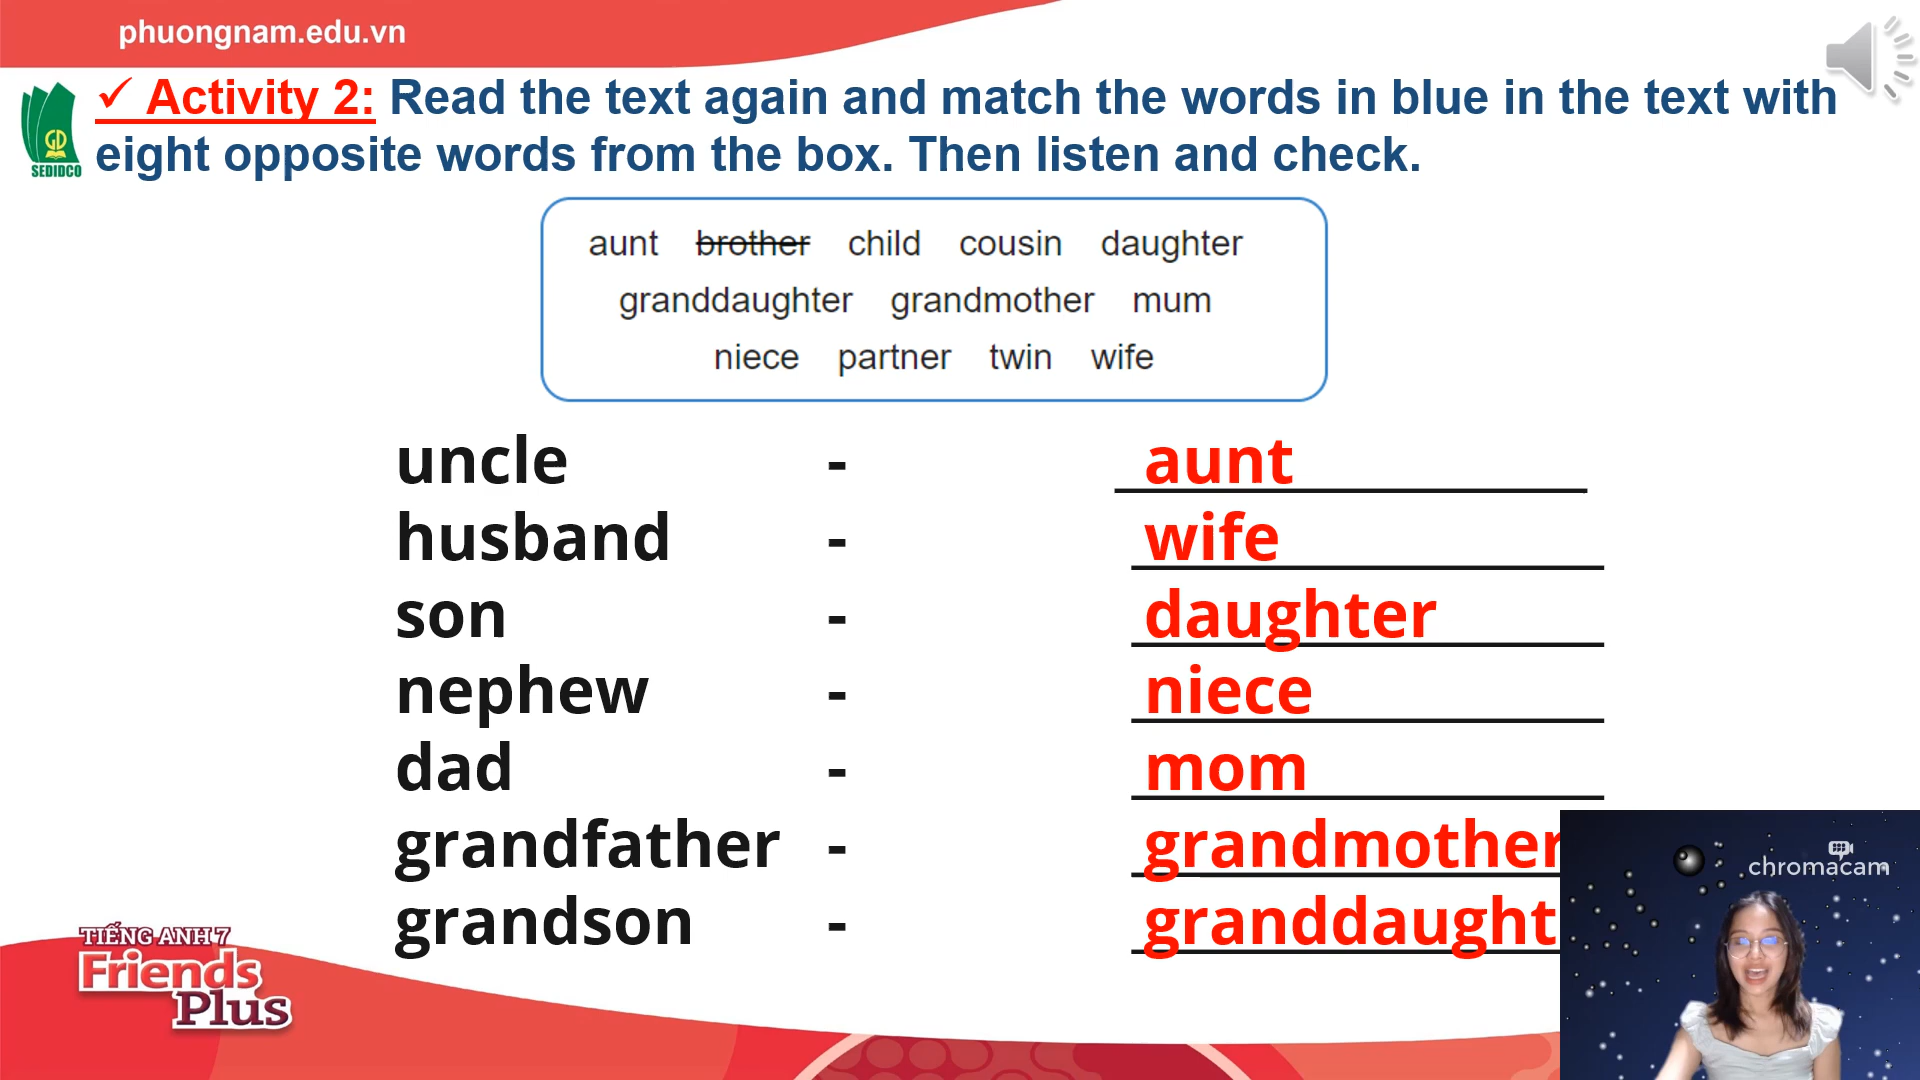 phuongnam.edu.vn
✓ Activity 2: Read the text again and match the words in blue in the text with
eight opposite words from the box. Then listen and check.
GD
SEDIDCO
aunt brother child cousin daughter
granddaughter grandmother mum
niece partner twin wife
uncle - aunt
husband - wife
son - daughter
nephew - niece
dad - mom
grandfather - grandmother
grandson - granddaught
chromacam
TIẾNG ANH 7
Friends
Plus